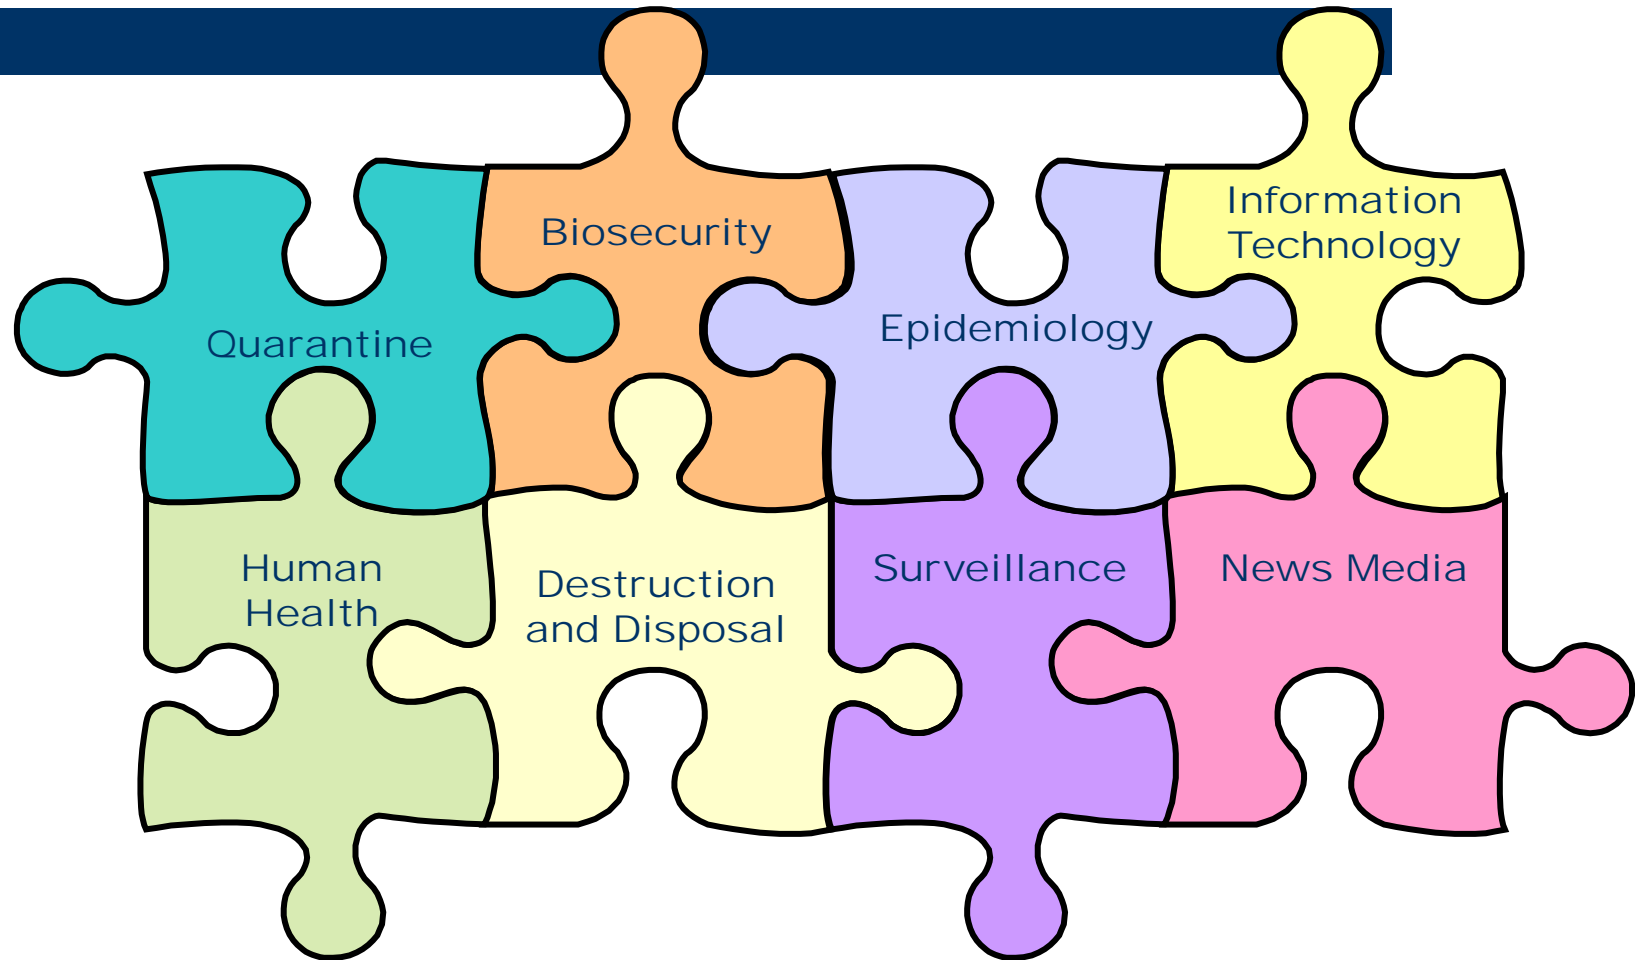 Biosecurity
Information
Technology
Quarantine
Epidemiology
Human
Health
Destruction
and Disposal
Surveillance
News Media